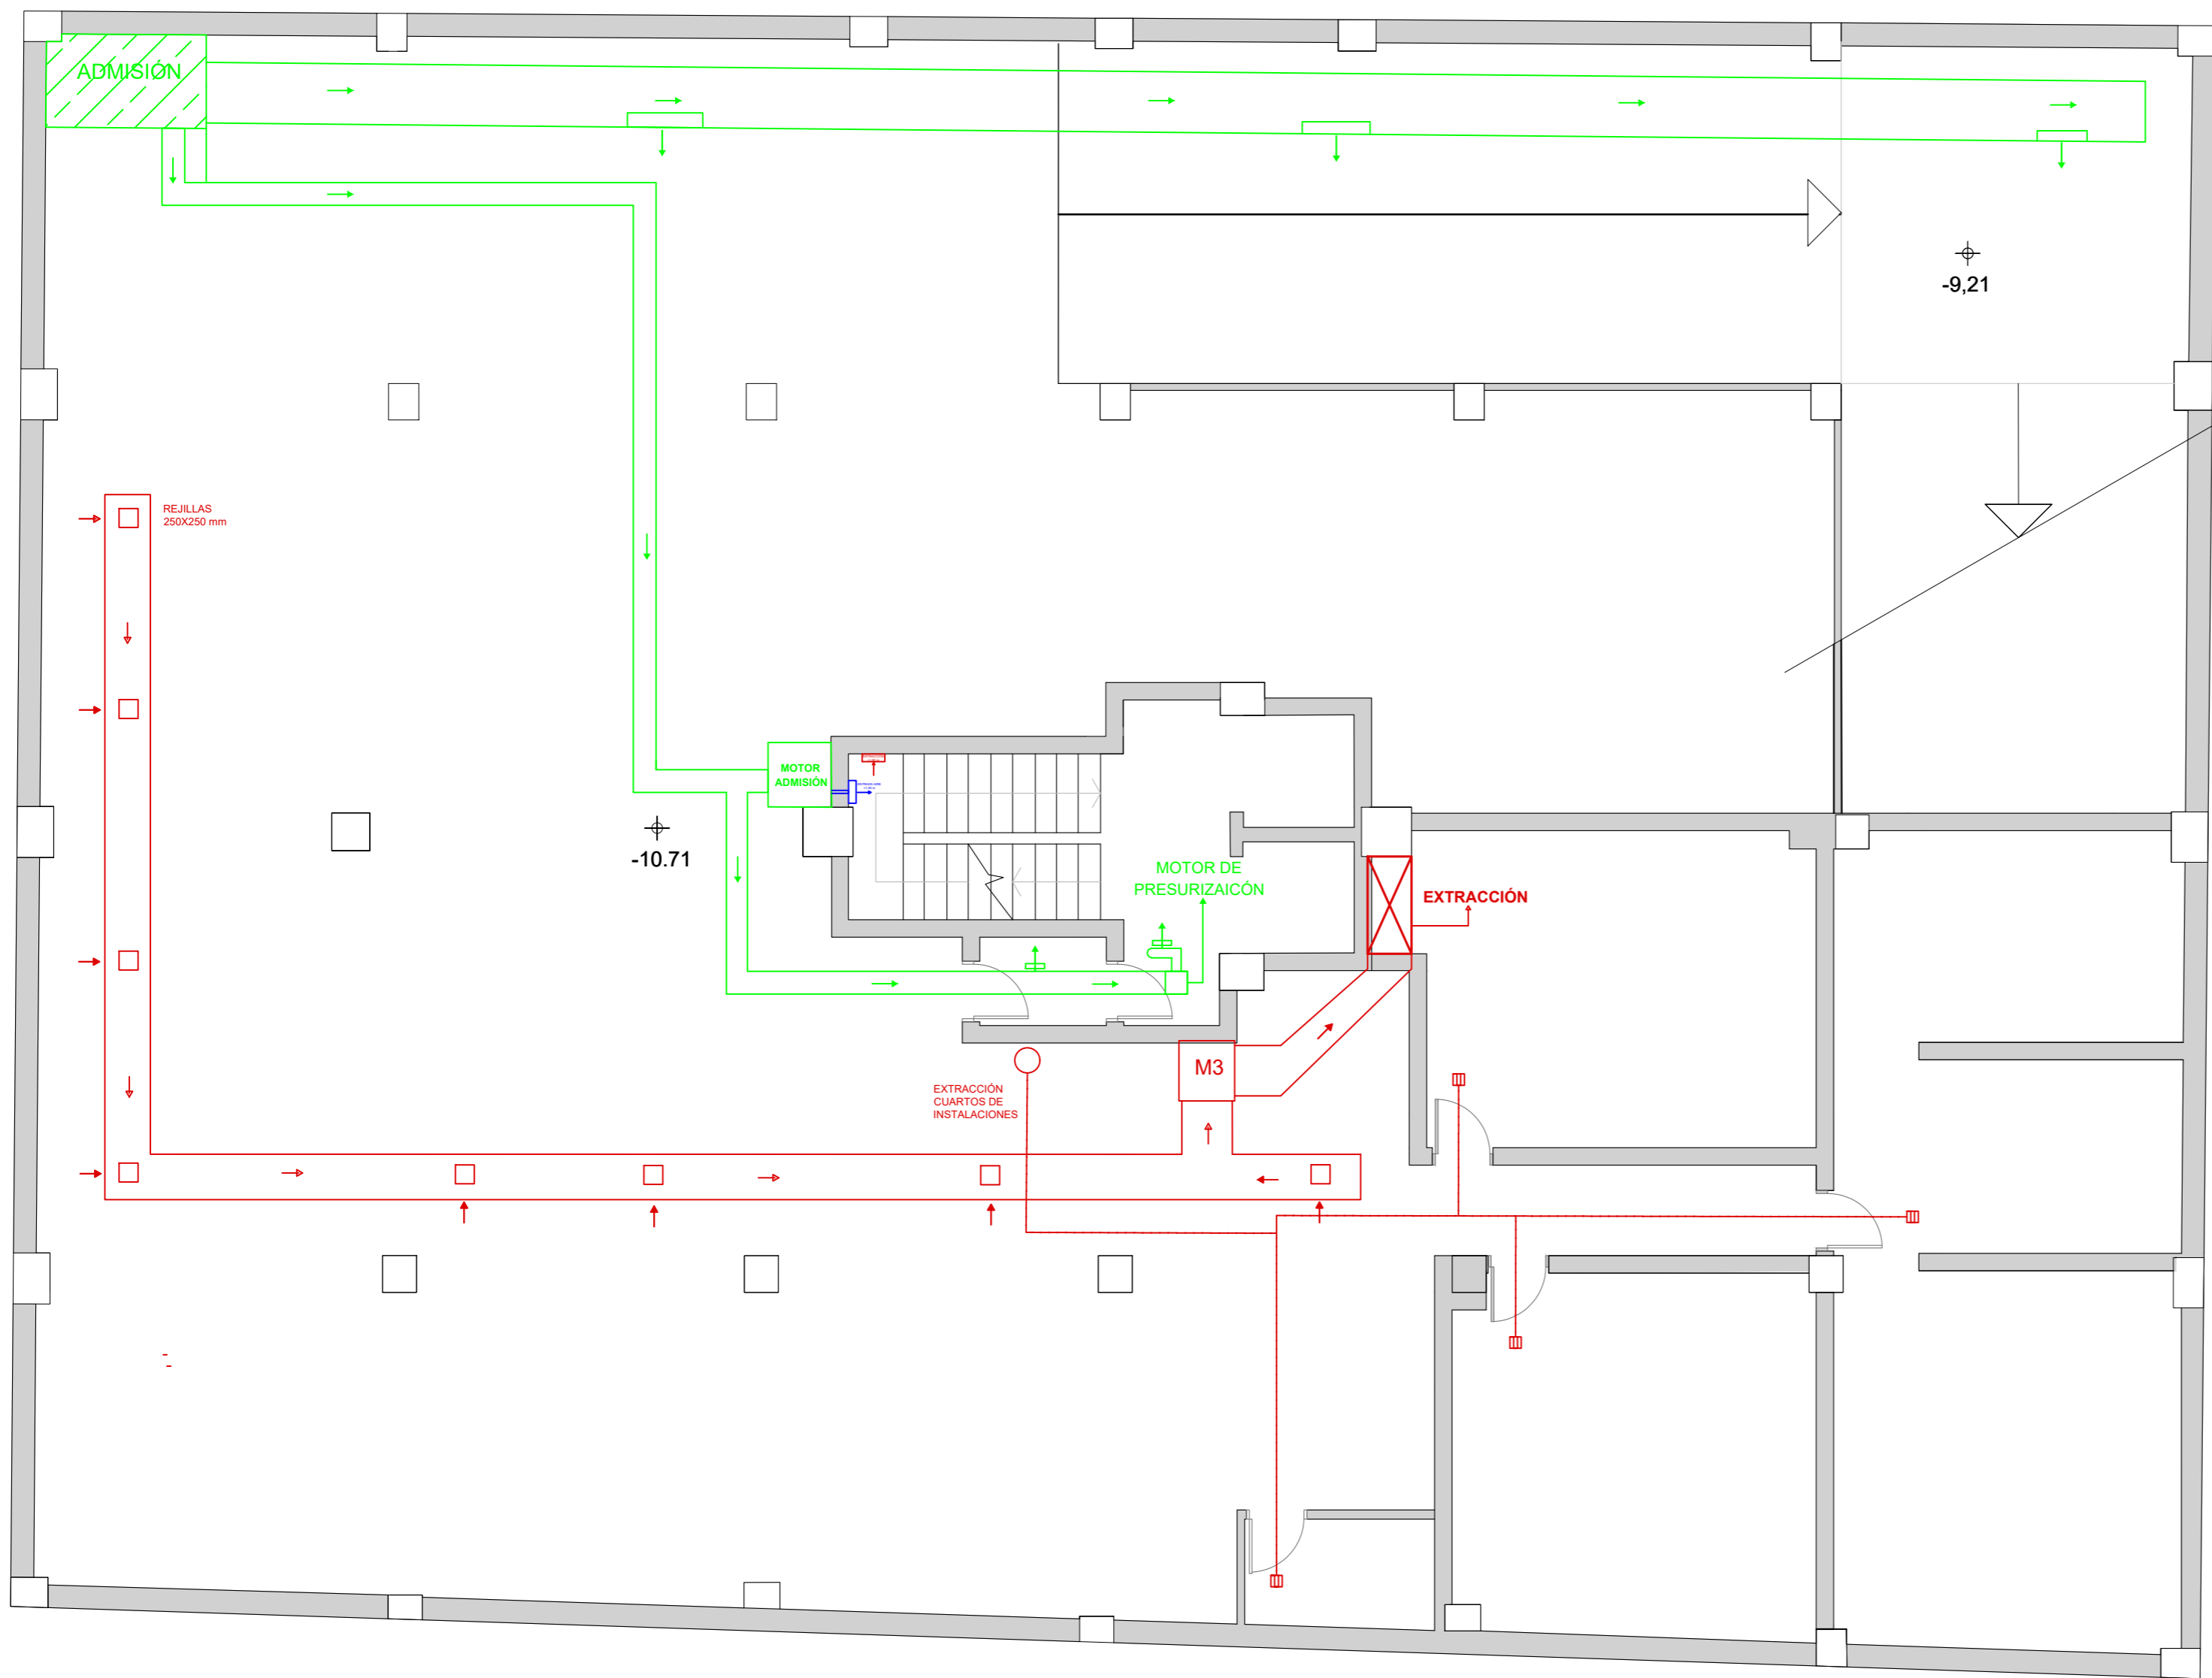 ADMISIÓN
-9,21
REJILLAS
250X250 mm
MOTOR
ADMISIÓN
-10.71
MOTOR DE
PRESURIZAICÓN
EXTRACCIÓN
M3
EXTRACCIÓN
CUARTOS DE
INSTALACIONES